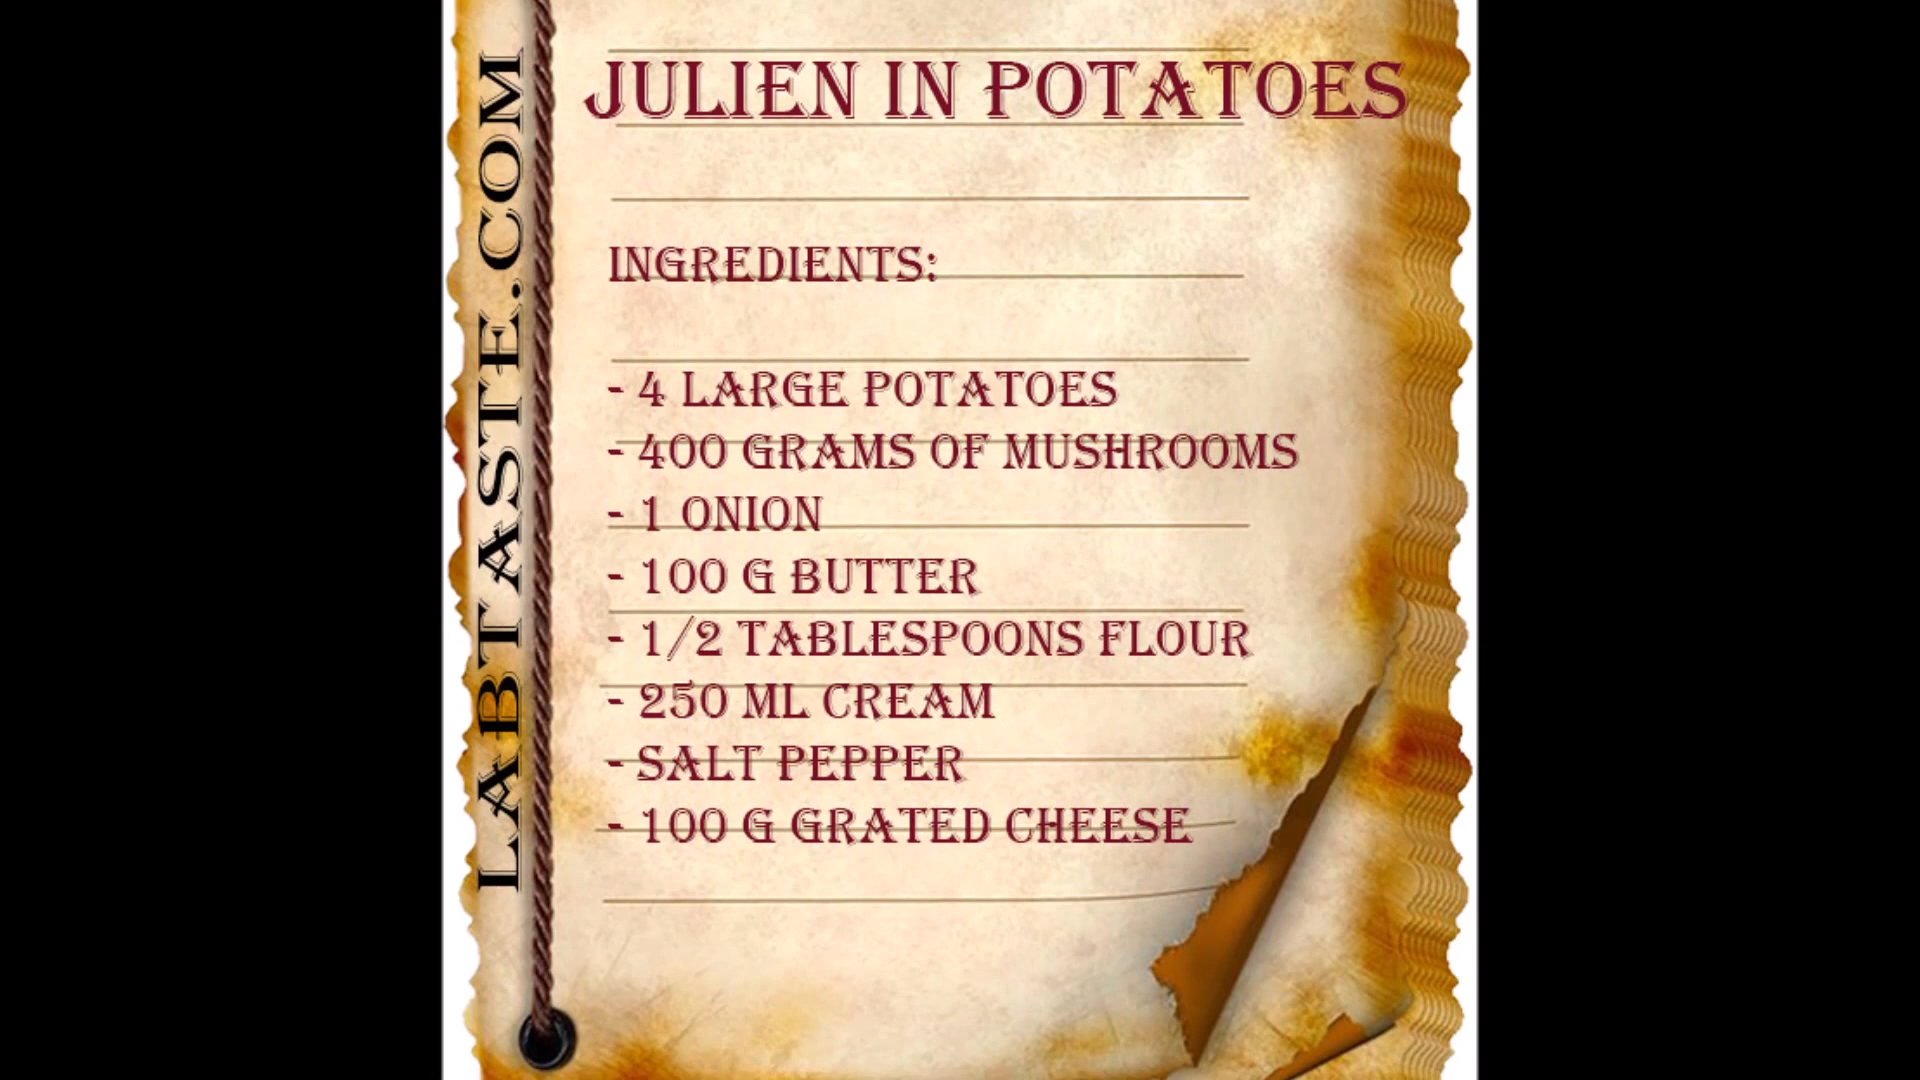 JULIEN IN POTATOES
INGREDIENTS:
- 4 LARGE POTATOES
- 400 GRAMS OF MUSHROOMS
- 1 ONION
- 100 G BUTTER
- 1/2 TABLESPOONS FLOUR
- 250 ML CREAM
- SALT PEPPER
- 100 G GRATED CHEESE
LABTASTE.COM